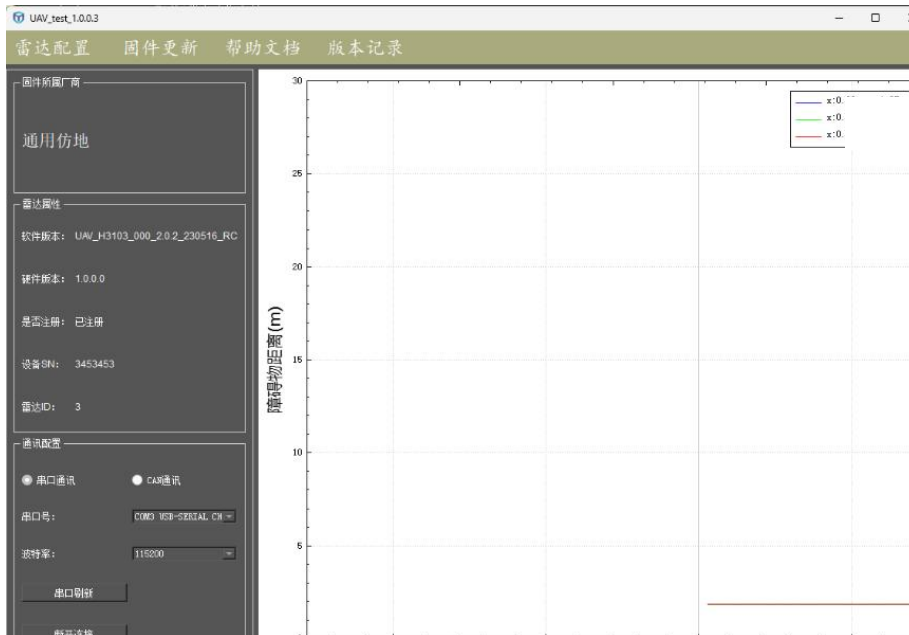 UAV_test_1.0.0.3
雷达配置 固件更新 帮助文档 版本记录
固件所属厂商
通用仿地
雷达属性
软件版本: UAV_H3103_000_2.0.2_230516_RC
硬件版本: 1.0.0.0
是否注册: 已注册
设备SN: 3453453
雷达ID: 3
通讯配置
串口通讯 CAN通讯
串口号: COM3 USB-SERIAL CH
波特率: 115200
串口刷新
障碍物距离(m)
30
25
20
15
10
5
x:0.
x:0.
x:0.